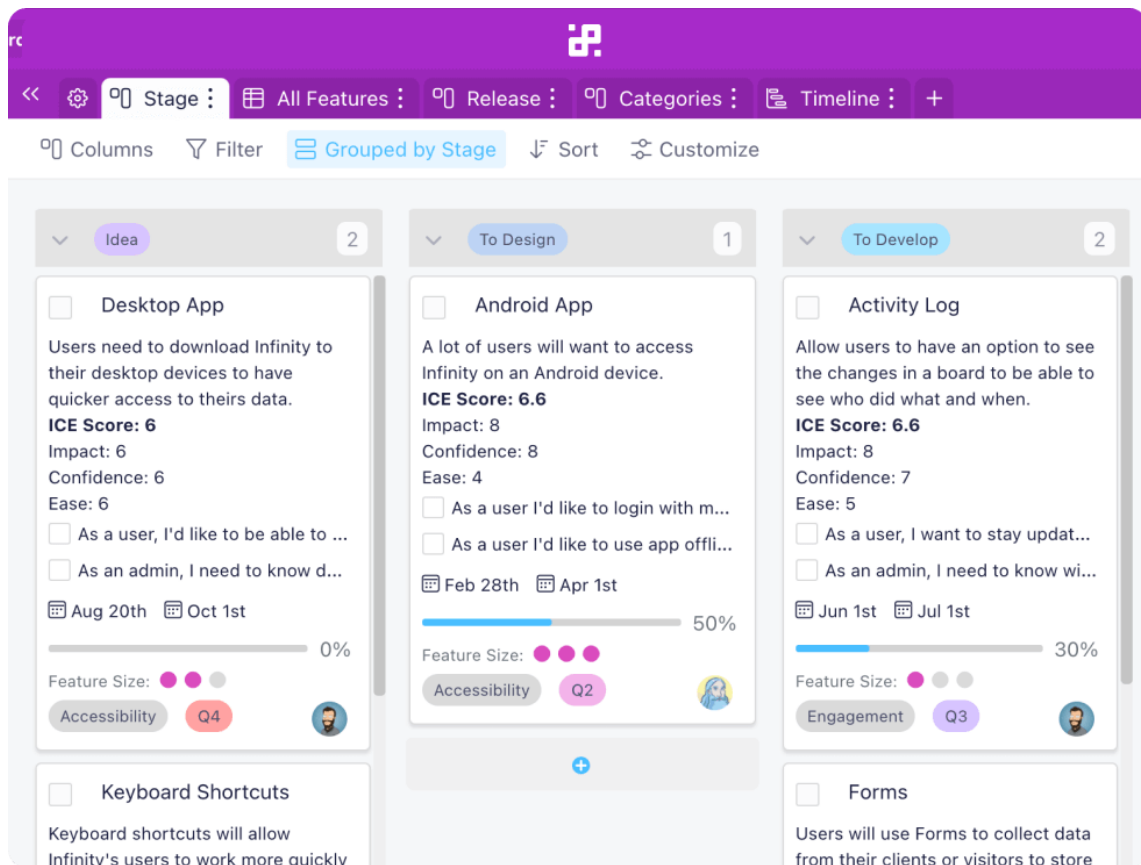 Stage
All Features
Release
Categories
Timeline
+
Columns
Filter
Grouped by Stage
Sort
Customize
Idea
2
Desktop App
Users need to download Infinity to
their desktop devices to have
quicker access to theirs data.
ICE Score: 6
Impact: 6
Confidence: 6
Ease: 6
As a user, I'd like to be able to ...
As an admin, I need to know d...
Aug 20th Oct 1st
0%
Feature Size:
Accessibility Q4
Keyboard Shortcuts
Keyboard shortcuts will allow
Infinity's users to work more quickly
To Design
1
Android App
A lot of users will want to access
Infinity on an Android device.
ICE Score: 6.6
Impact: 8
Confidence: 8
Ease: 4
As a user I'd like to login with m...
As a user I'd like to use app offli...
Feb 28th Apr 1st
50%
Feature Size:
Accessibility Q2
To Develop
2
Activity Log
Allow users to have an option to see
the changes in a board to be able to
see who did what and when.
ICE Score: 6.6
Impact: 8
Confidence: 7
Ease: 5
As a user, I want to stay updat...
As an admin, I need to know wi...
Jun 1st Jul 1st
30%
Feature Size:
Engagement Q3
Forms
Users will use Forms to collect data
from their clients or visitors to store